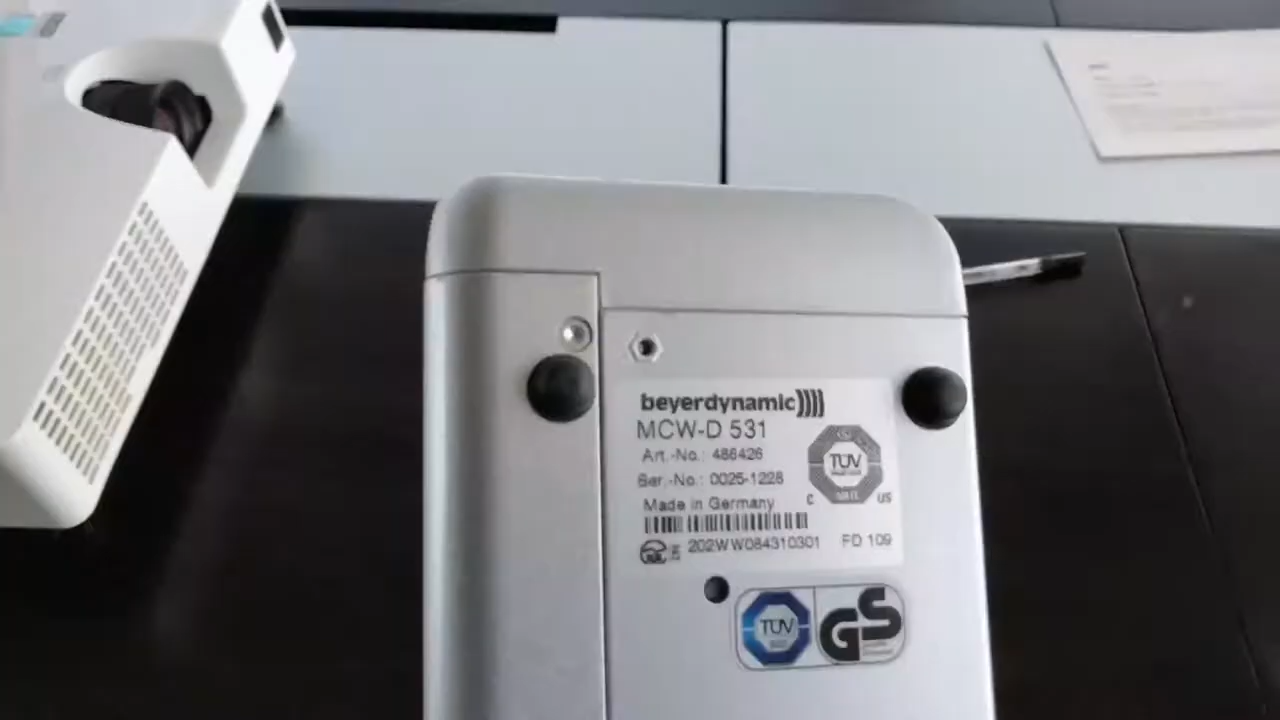 beyerdynamic))))
MCW-D 531
Art.-No.: 486426
Ser.-No.: 0025-1228
Made in Germany
TÜV
C US
202WW084310301 FD 109
TÜV
GS